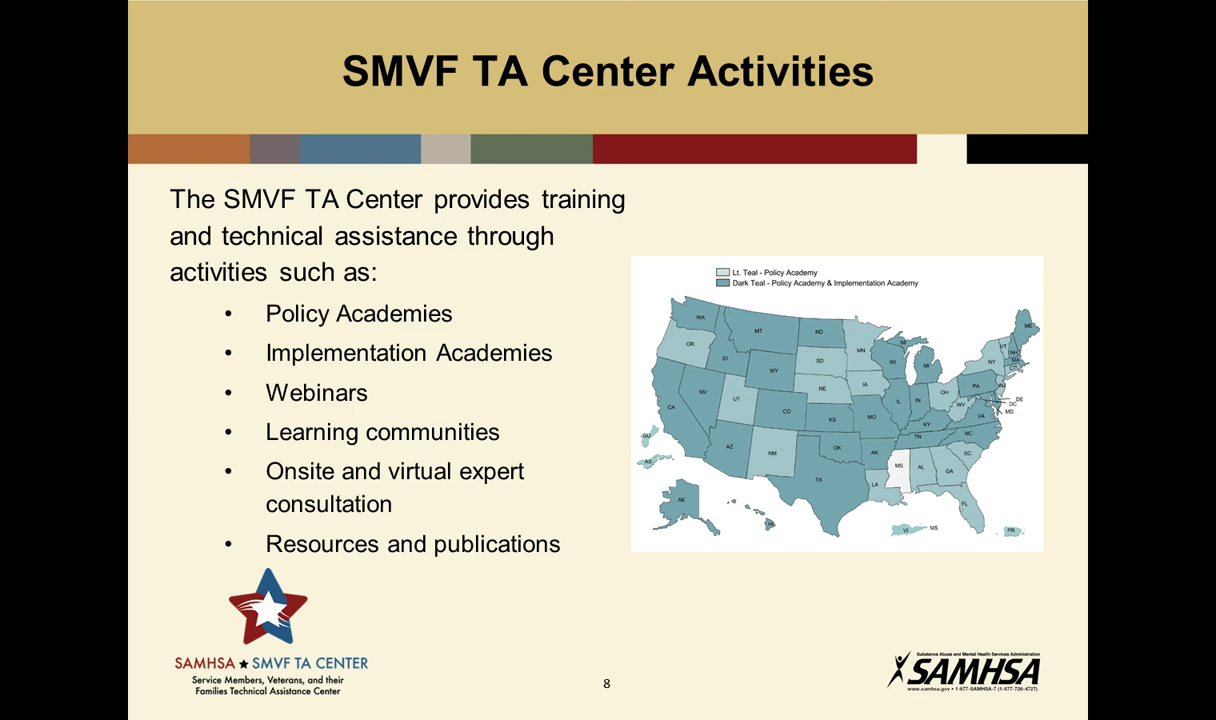 SMVF TA Center Activities
The SMVF TA Center provides training
and technical assistance through
activities such as:
• Policy Academies
• Implementation Academies
• Webinars
• Learning communities
• Onsite and virtual expert
consultation
• Resources and publications
Lt. Teal - Policy Academy
Dark Teal - Policy Academy & Implementation Academy
WA
MT
ND
MN
ME
OR
ID
SD
WI
MI
MI
VT
NH
MA
NY
CT
RI
WY
NE
IA
PA
NJ
NV
UT
CO
KS
MO
IL
IN
OH
WV
VA
DE
DC
MD
CA
KY
AZ
NM
OK
AK
TN
NC
GU
AS
TX
LA
MS
AL
GA
SC
FL
AK
HI
VI
MS
PR
SAMHSA SMVF TA CENTER
Service Members, Veterans, and their
Families Technical Assistance Center
8
Substance Abuse and Mental Health Services Administration
SAMHSA
www.samhsa.gov • 1-877-SAMHSA-7 (1-877-726-4727)